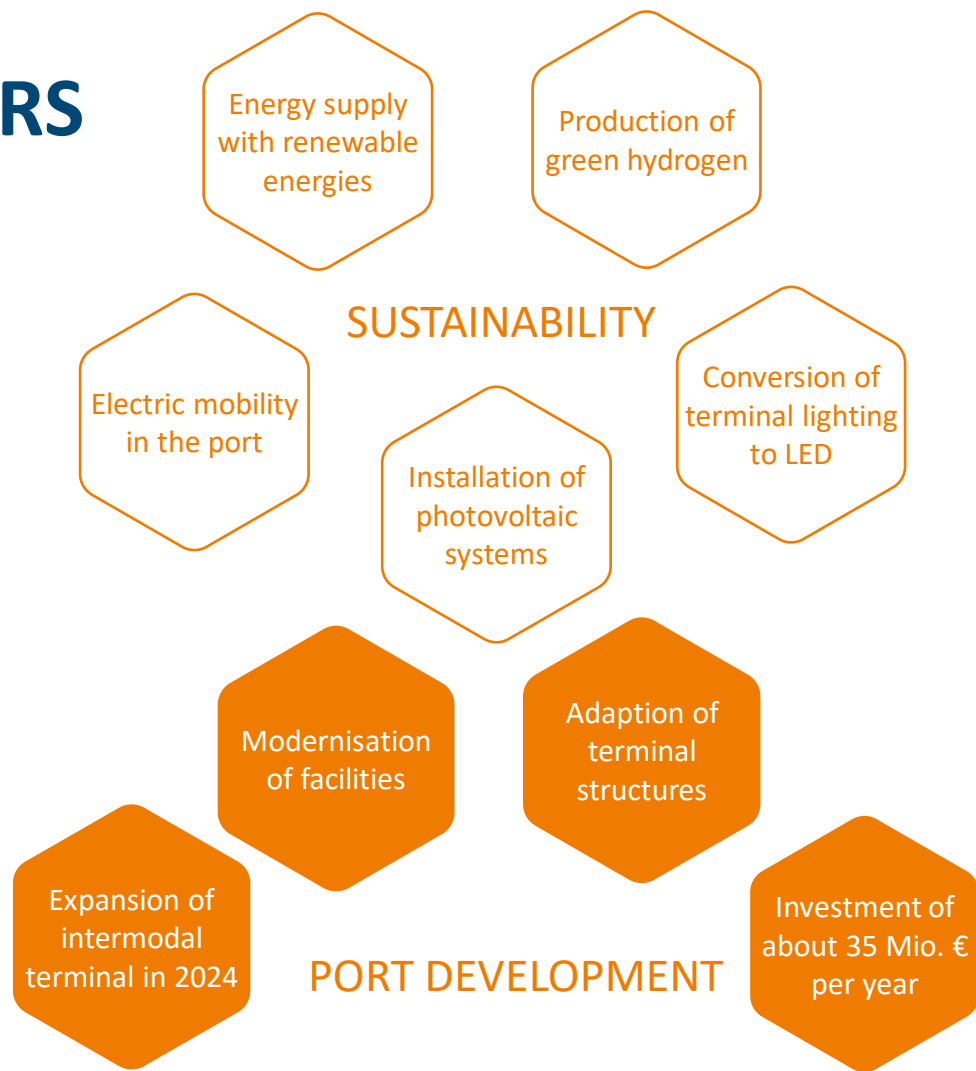 RS
Energy supply
with renewable
energies
Production of
green hydrogen
SUSTAINABILITY
Electric mobility
in the port
Conversion of
terminal lighting
to LED
Installation of
photovoltaic
systems
Modernisation
of facilities
Adaption of
terminal
structures
Expansion of
intermodal
terminal in 2024
PORT DEVELOPMENT
Investment of
about 35 Mio. €
per year